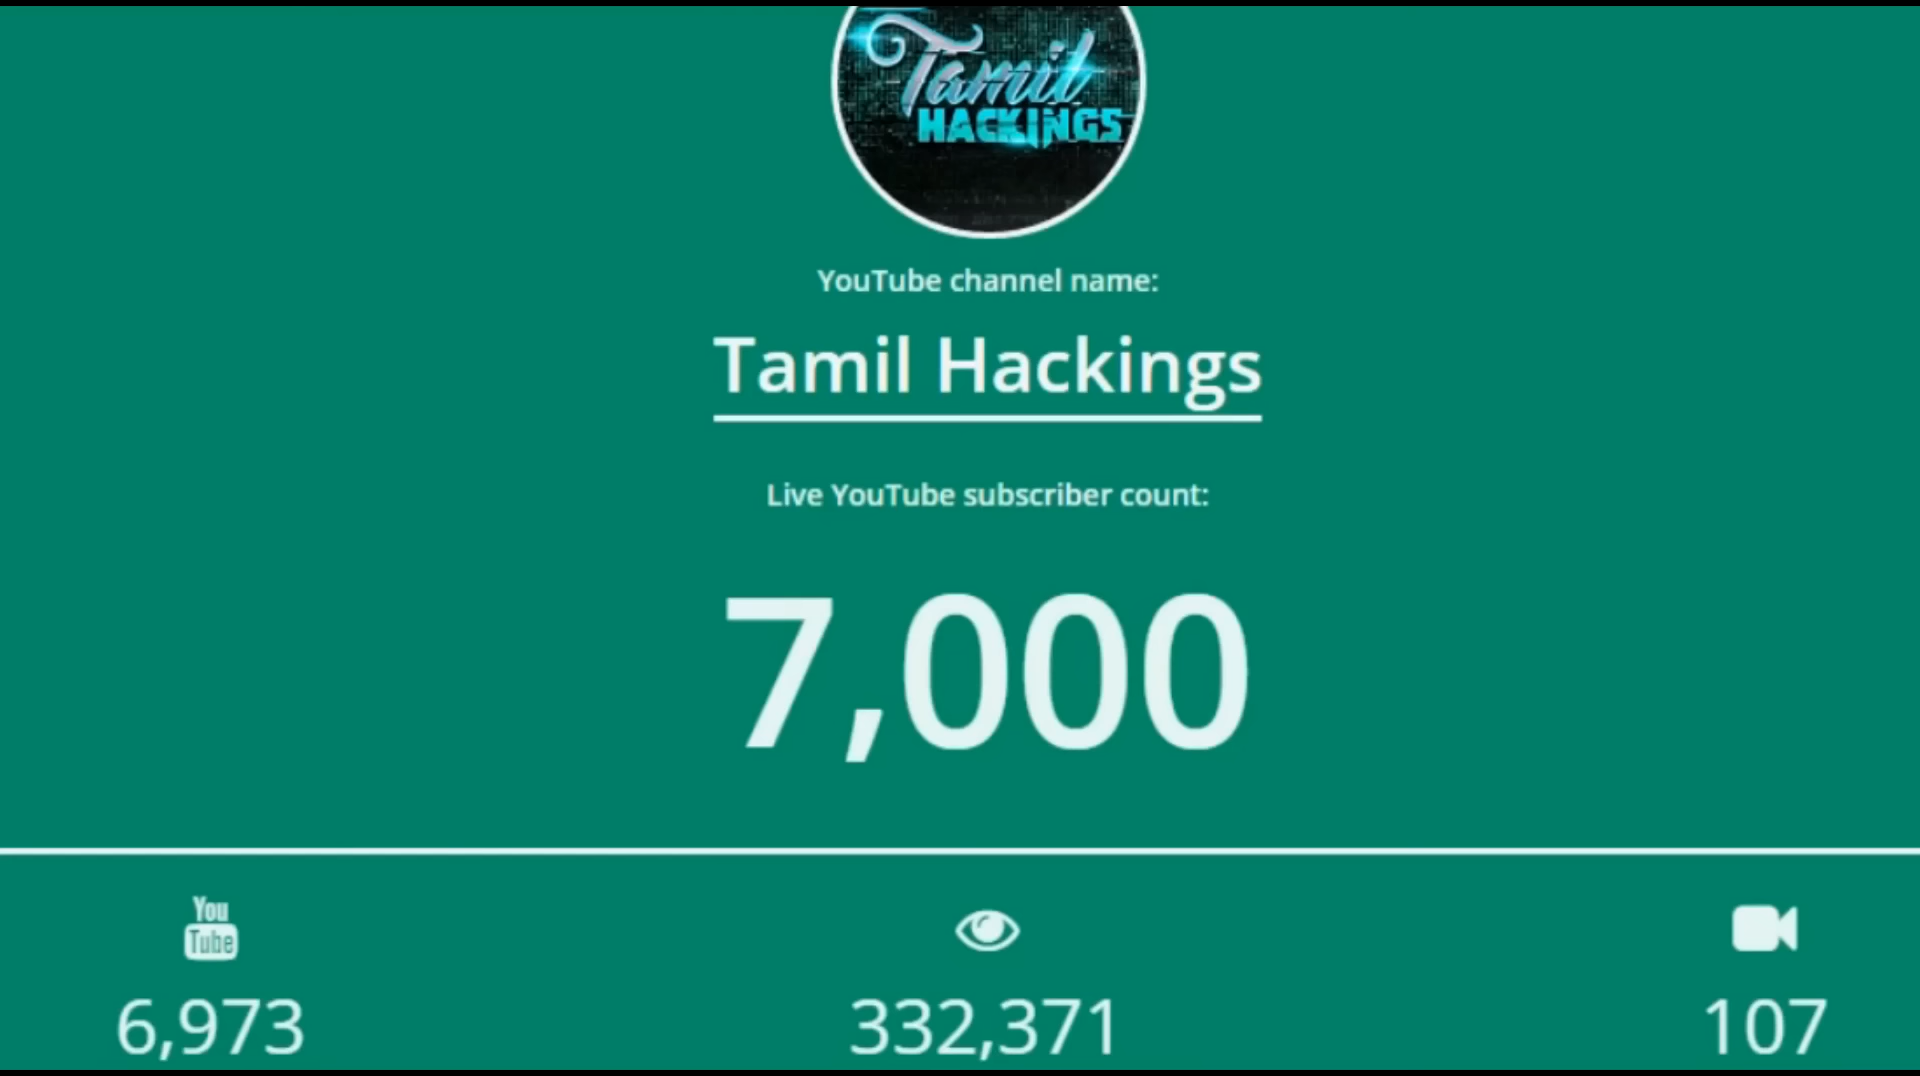 Tamil
HACKINGS
YouTube channel name:
Tamil Hackings
Live YouTube subscriber count:
7,000
You
Tube
6,973
332,371
107